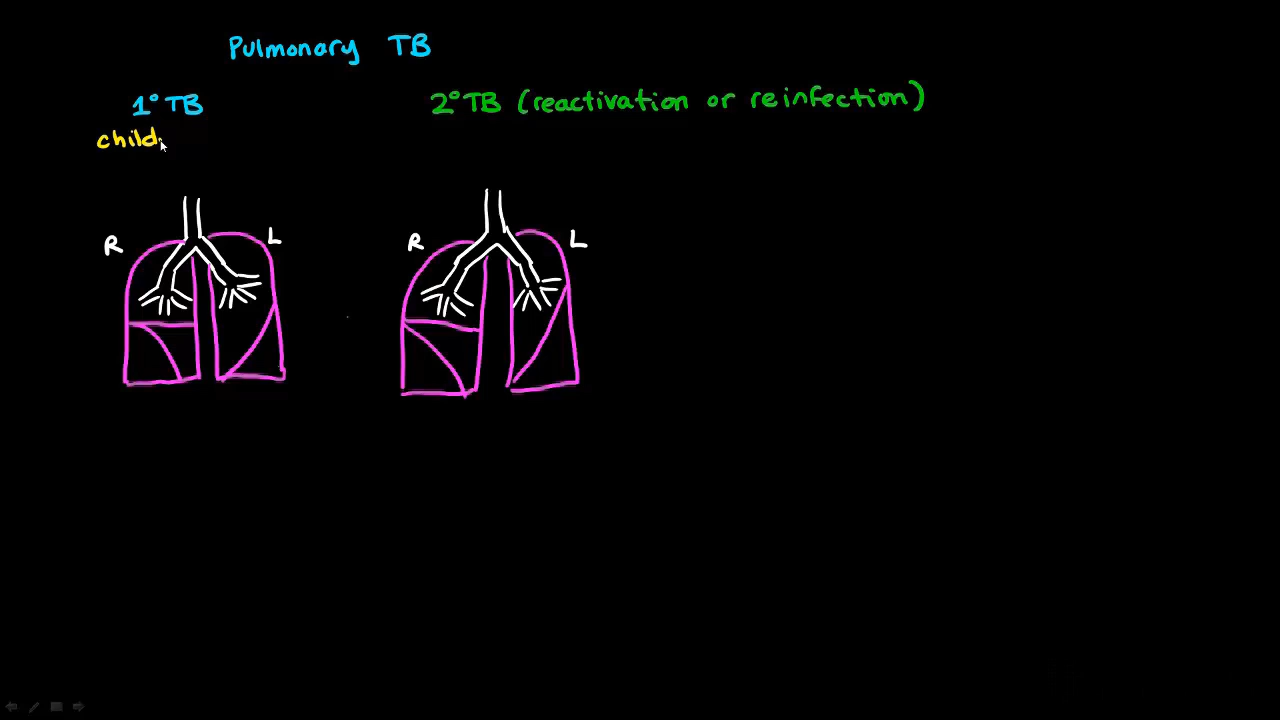 Pulmonary TB
1° TB
2° TB (reactivation or reinfection)
child
R L
R L